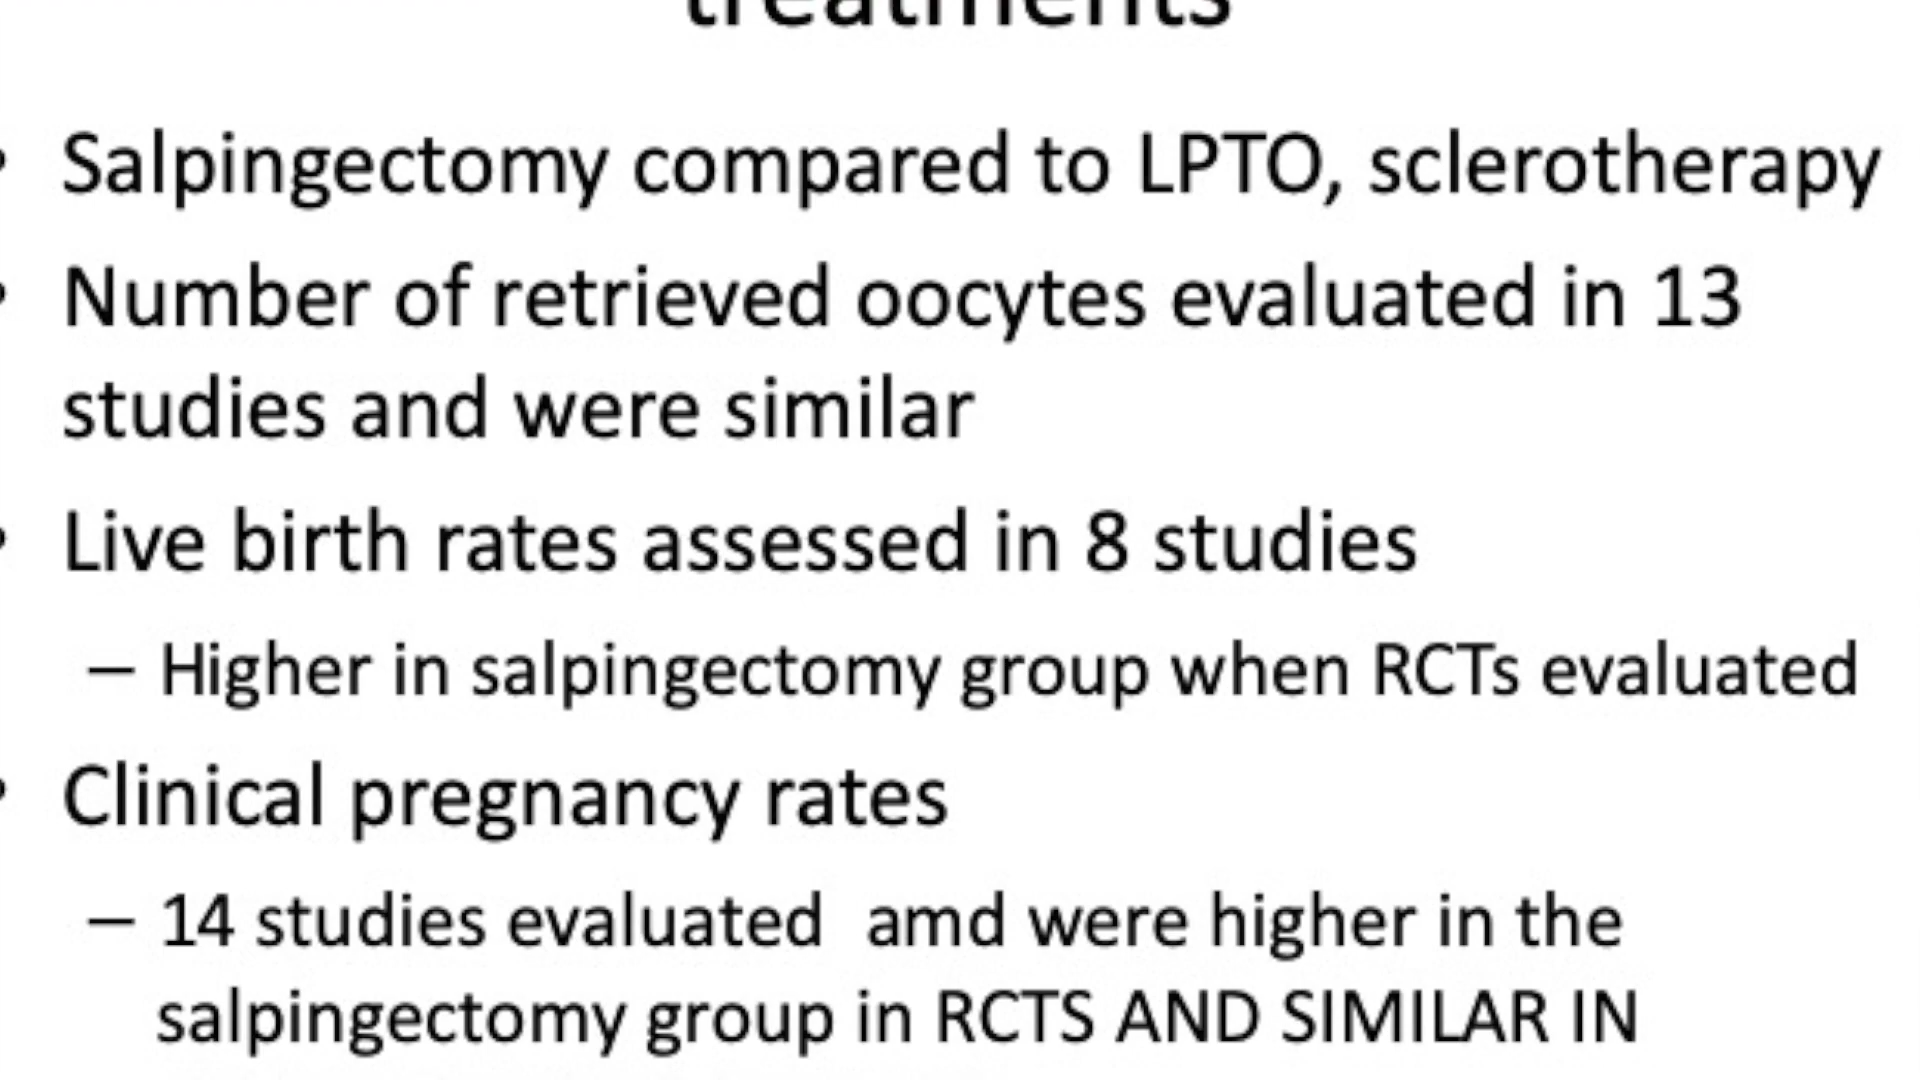 treatments
• Salpingectomy compared to LPTO, sclerotherapy
• Number of retrieved oocytes evaluated in 13
studies and were similar
• Live birth rates assessed in 8 studies
– Higher in salpingectomy group when RCTs evaluated
• Clinical pregnancy rates
– 14 studies evaluated  amd were higher in the
salpingectomy group in RCTS AND SIMILAR IN